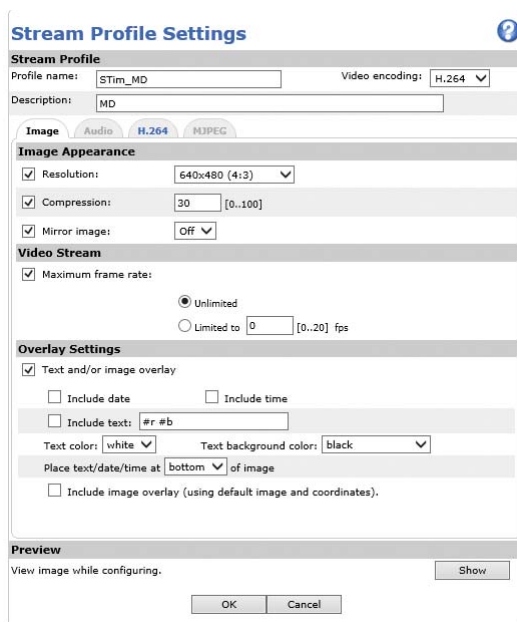 Stream Profile Settings
?
Stream Profile
Profile name: STim_MD Video encoding: H.264
Description: MD
Image Audio H.264 MJPEG
Image Appearance
Resolution: 640x480 (4:3)
Compression: 30 [0..100]
Mirror image: Off
Video Stream
Maximum frame rate:
Unlimited
Limited to 0 [0..20] fps
Overlay Settings
Text and/or image overlay
Include date Include time
Include text: #r #b
Text color: white Text background color: black
Place text/date/time at bottom of image
Include image overlay (using default image and coordinates).
Preview
View image while configuring. Show
OK Cancel